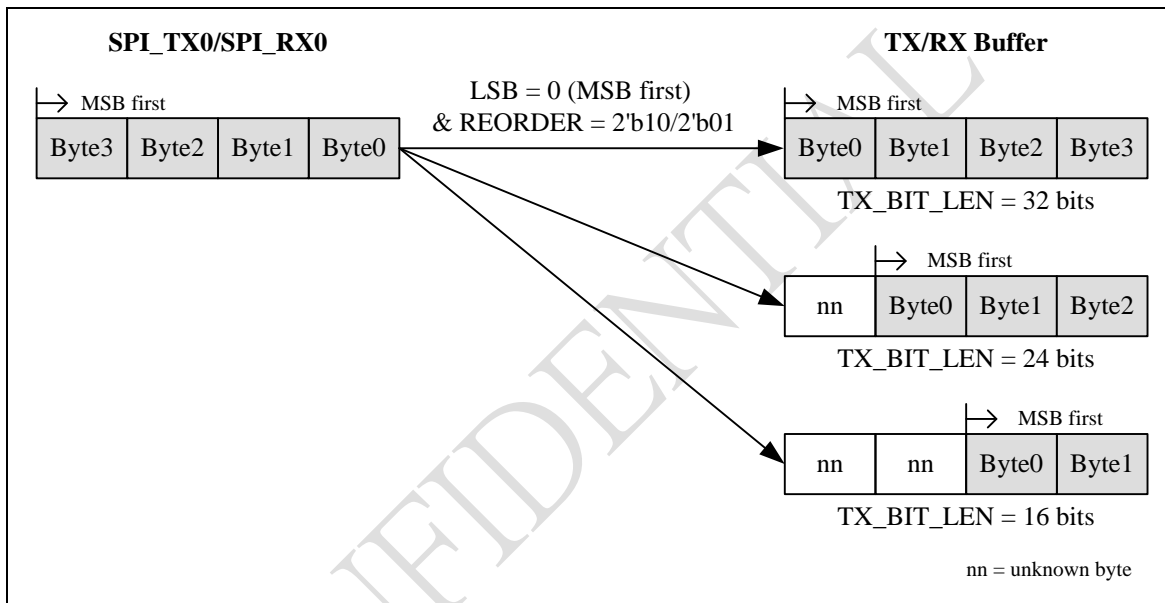 SPI_TX0/SPI_RX0
TX/RX Buffer
MSB first
LSB = 0 (MSB first)
& REORDER = 2'b10/2'b01
MSB first
Byte3 Byte2 Byte1 Byte0
Byte0 Byte1 Byte2 Byte3
TX_BIT_LEN = 32 bits
MSB first
nn Byte0 Byte1 Byte2
TX_BIT_LEN = 24 bits
MSB first
nn nn Byte0 Byte1
TX_BIT_LEN = 16 bits
nn = unknown byte
NFIDENTIAL